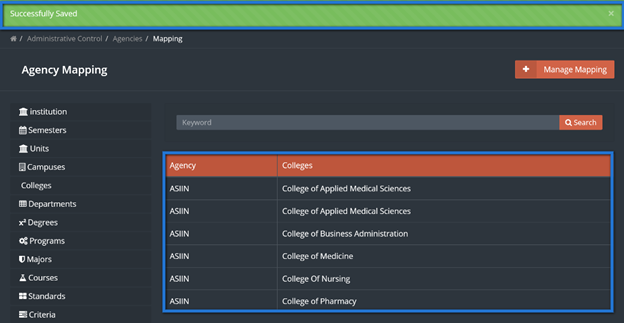 Successfully Saved ×
/ Administrative Control / Agencies / Mapping
Agency Mapping
+ Manage Mapping
institution
Semesters
Units
Campuses
Colleges
Departments
x² Degrees
Programs
Majors
Courses
Standards
Criteria
Keyword Search
Agency Colleges
ASIIN College of Applied Medical Sciences
ASIIN College of Applied Medical Sciences
ASIIN College of Business Administration
ASIIN College of Medicine
ASIIN College Of Nursing
ASIIN College of Pharmacy